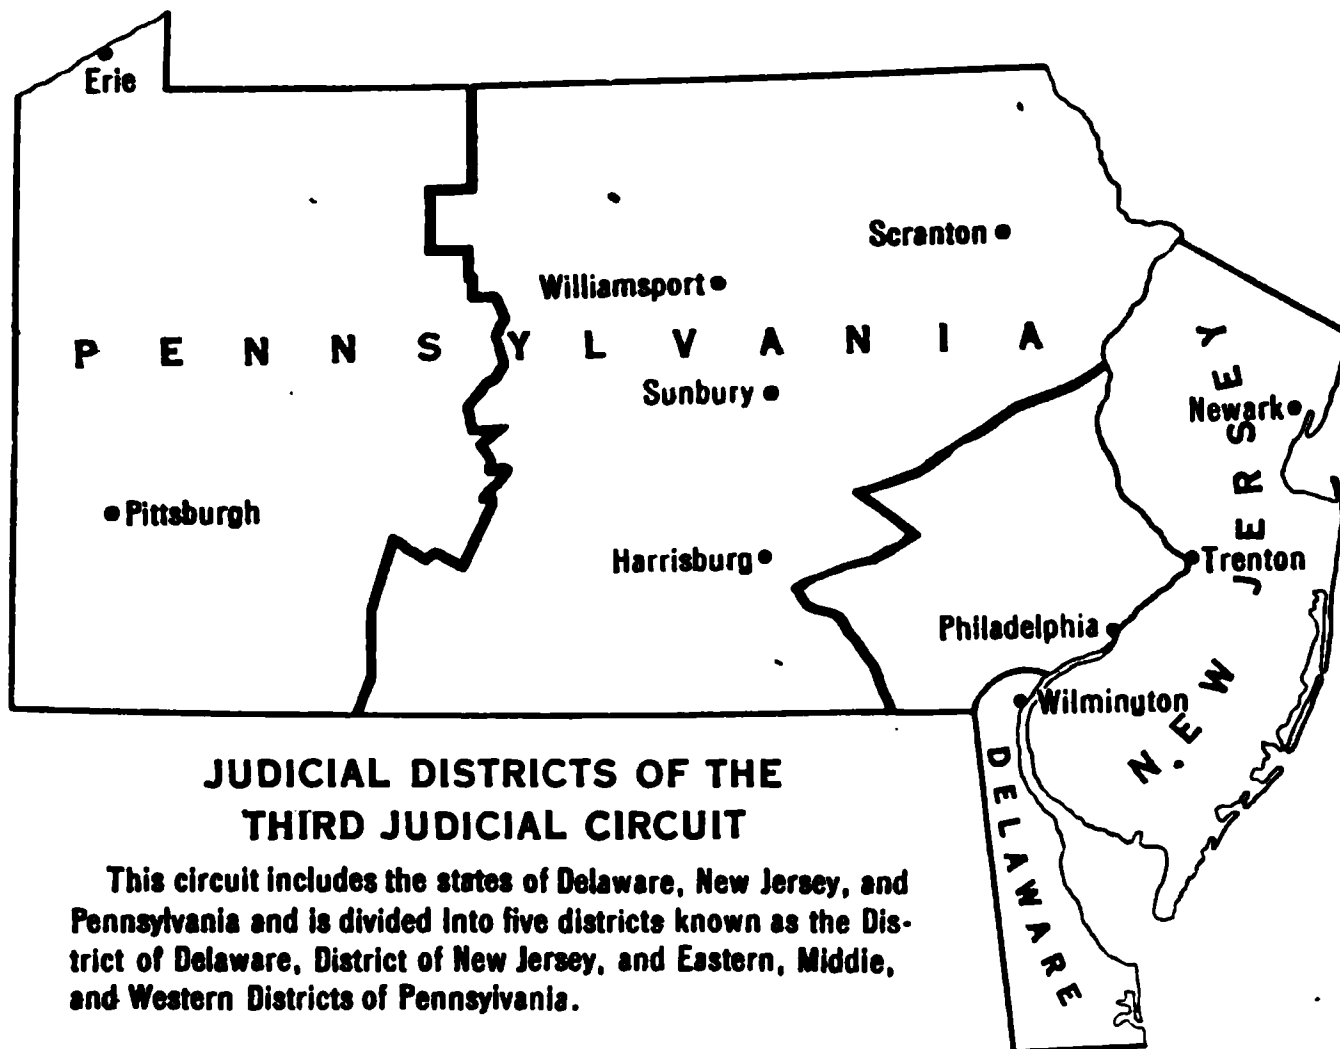 Erie
Scranton
Williamsport
PENNSYLVANIA
Sunbury
Newark
Pittsburgh
Harrisburg
Trenton
Philadelphia
Wilmington
NEW JERSEY
DELAWARE
JUDICIAL DISTRICTS OF THE
THIRD JUDICIAL CIRCUIT
This circuit includes the states of Delaware, New Jersey, and
Pennsylvania and is divided into five districts known as the Dis-
trict of Delaware, District of New Jersey, and Eastern, Middle,
and Western Districts of Pennsylvania.